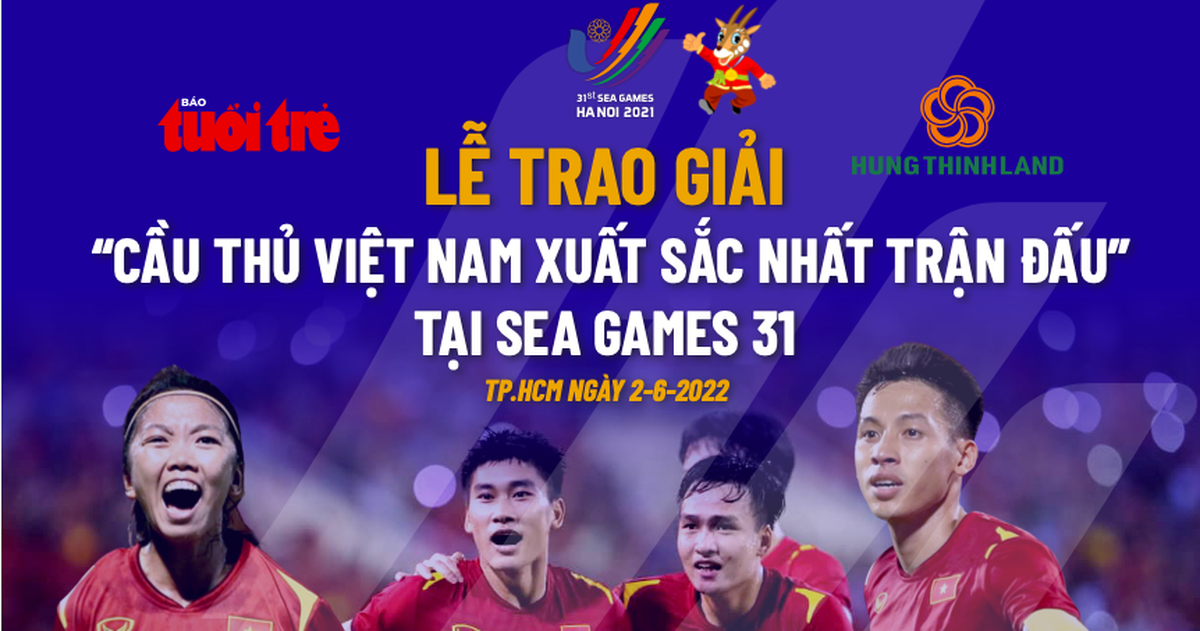 31st SEA GAMES
HA NOI 2021
BÁO
tuổi trẻ
HUNG THINH LAND
LỄ TRAO GIẢI
“CẦU THỦ VIỆT NAM XUẤT SẮC NHẤT TRẬN ĐẤU”
TẠI SEA GAMES 31
TP.HCM NGÀY 2-6-2022